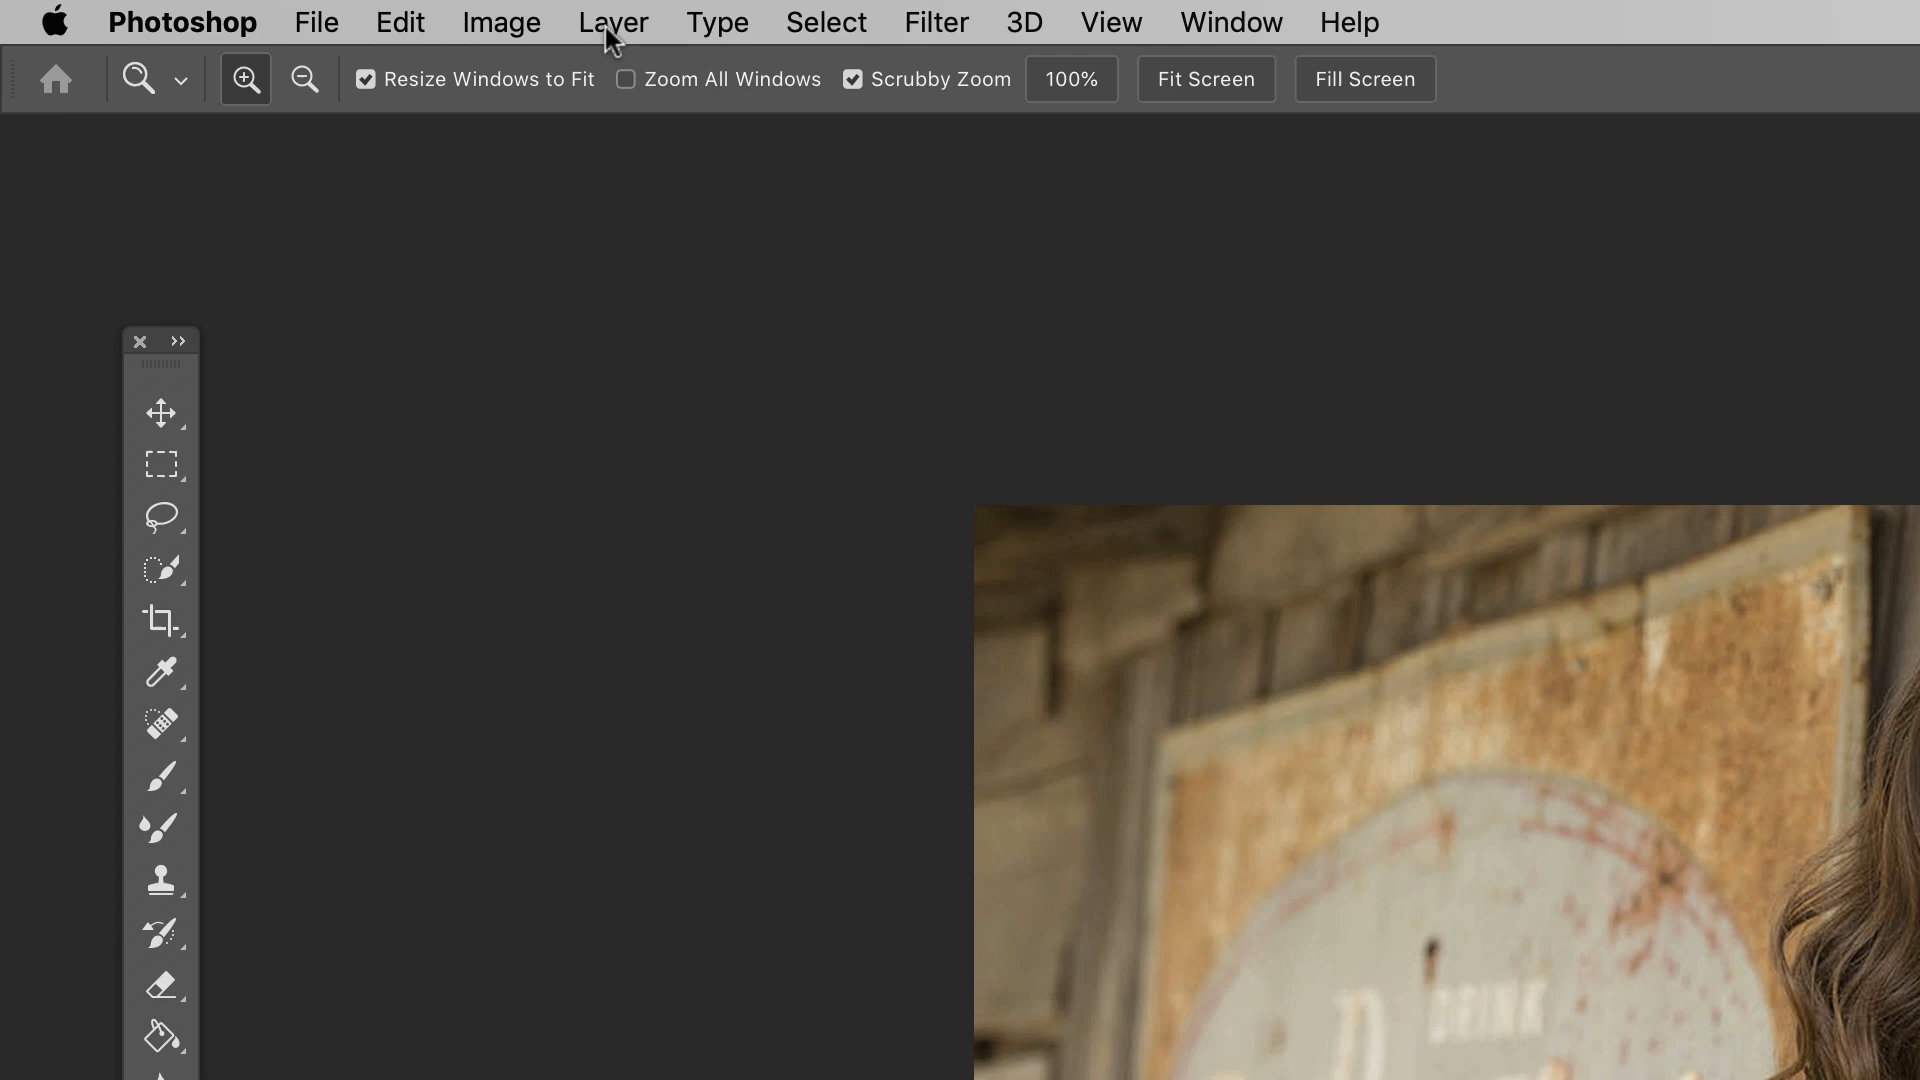 Photoshop File Edit Image Layer Type Select Filter 3D View Window Help
Resize Windows to Fit Zoom All Windows Scrubby Zoom 100% Fit Screen Fill Screen
DRINK